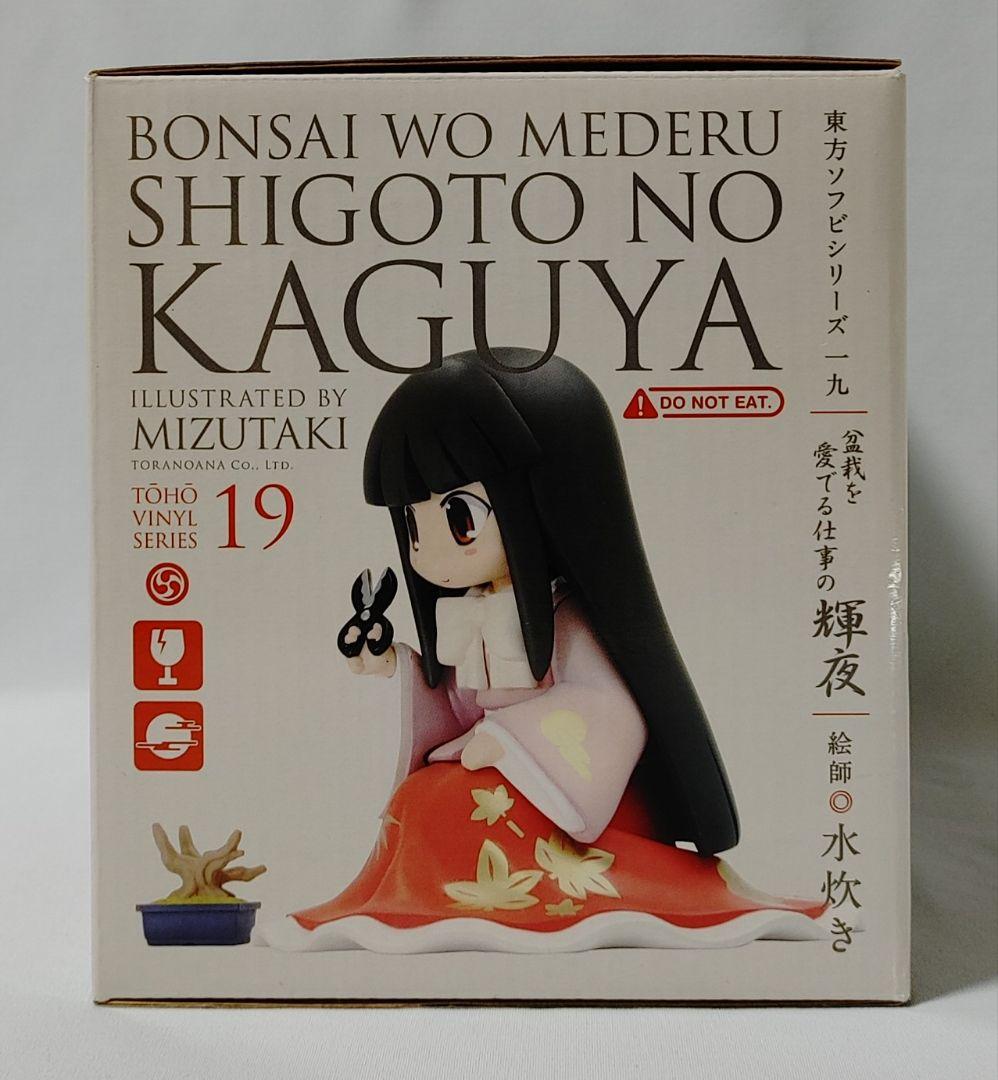 BONSAI WO MEDERU
SHIGOTO NO
KAGUYA
ILLUSTRATED BY
MIZUTAKI
TORANOANA CO., LTD.
TŌHŌ
VINYL
SERIES
19
DO NOT EAT.
東方ソフビシリーズ 一九
盆栽を
愛でる仕事の
輝夜
絵師◎水炊き